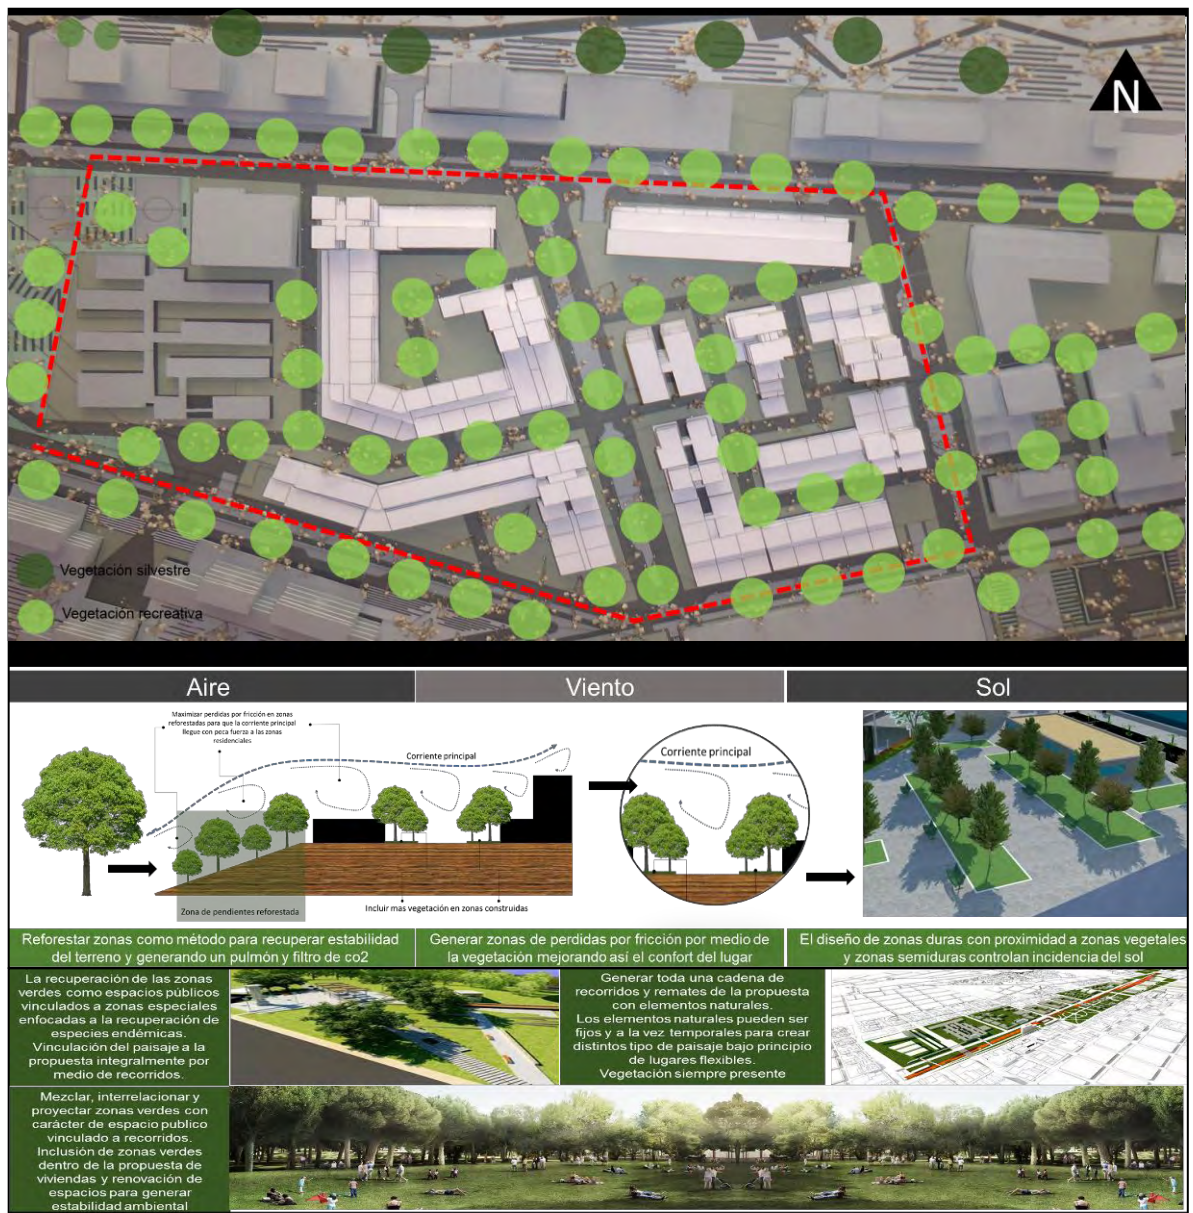 N
Vegetación silvestre
Vegetación recreativa
Aire
Viento
Sol
Maximizar perdidas por fricción en zonas
reforestadas para que la corriente principal
llegue con peca fuerza a las zonas
residenciales
Corriente principal
Zona de pendientes reforestada
Incluir mas vegetación en zonas construidas
Corriente principal
Reforestar zonas como método para recuperar estabilidad
del terreno y generando un pulmón y filtro de co2
Generar zonas de perdidas por fricción por medio de
la vegetación mejorando así el confort del lugar
El diseño de zonas duras con proximidad a zonas vegetales
y zonas semiduras controlan incidencia del sol
La recuperación de las zonas
verdes como espacios públicos
vinculados a zonas especiales
enfocadas a la recuperación de
especies endémicas.
Vinculación del paisaje a la
propuesta integralmente por
medio de recorridos.
Generar toda una cadena de
recorridos y remates de la propuesta
con elementos naturales.
Los elementos naturales pueden ser
fijos y a la vez temporales para crear
distintos tipo de paisaje bajo principio
de lugares flexibles.
Vegetación siempre presente
Mezclar, interrelacionar y
proyectar zonas verdes con
carácter de espacio publico
vinculado a recorridos.
Inclusión de zonas verdes
dentro de la propuesta de
viviendas y renovación de
espacios para generar
estabilidad ambiental